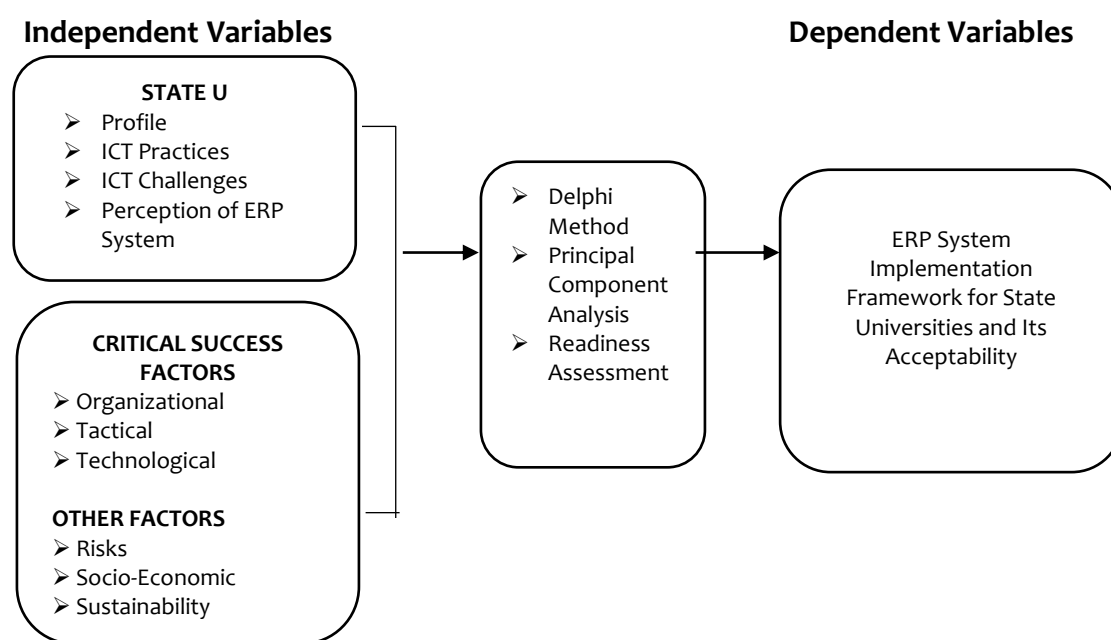 Independent Variables
STATE U
➢ Profile
➢ ICT Practices
➢ ICT Challenges
➢ Perception of ERP
System
CRITICAL SUCCESS
FACTORS
➢ Organizational
➢ Tactical
➢ Technological
OTHER FACTORS
➢ Risks
➢ Socio-Economic
➢ Sustainability
➢ Delphi
Method
➢ Principal
Component
Analysis
➢ Readiness
Assessment
Dependent Variables
ERP System
Implementation
Framework for State
Universities and Its
Acceptability